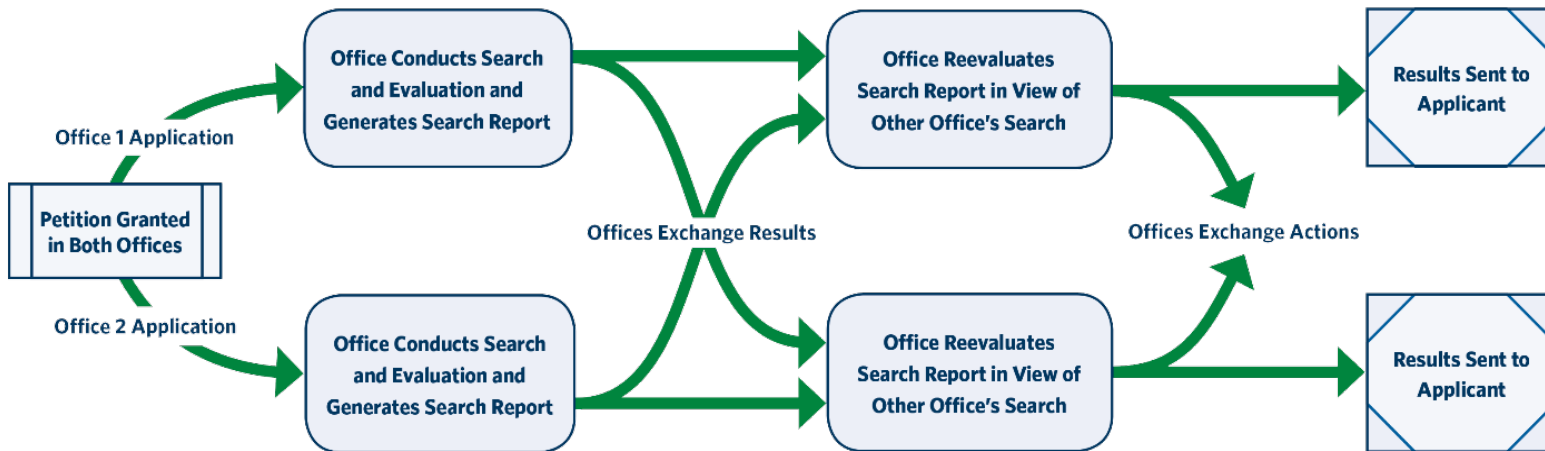 Office Conducts Search
and Evaluation and
Generates Search Report
Office Reevaluates
Search Report in View of
Other Office's Search
Results Sent to
Applicant
Office 1 Application
Petition Granted
in Both Offices
Offices Exchange Results
Offices Exchange Actions
Office 2 Application
Office Conducts Search
and Evaluation and
Generates Search Report
Office Reevaluates
Search Report in View of
Other Office's Search
Results Sent to
Applicant